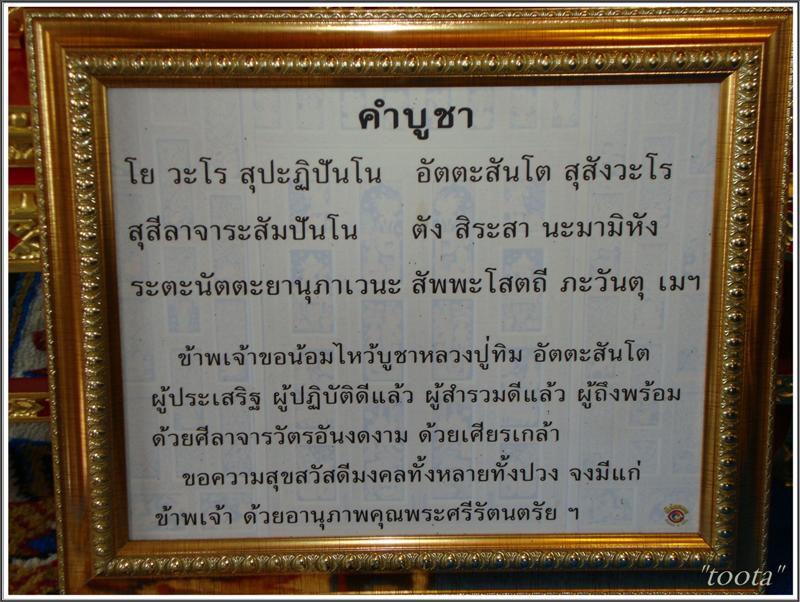 คำบูชา
โย วะโร สุปะฏิปันโน อัตตะสันโต สุสังวะโร
สุสีลาจาระสัมปันโน ตัง สิระสา นะมามิหัง
ระตะนัตตะยานุภาเวนะ สัพพะโสตถี ภะวันตุ เมฯ
ข้าพเจ้าขอน้อมไหว้บูชาหลวงปู่ทิม อัตตะสันโต
ผู้ประเสริฐ ผู้ปฏิบัติดีแล้ว ผู้สำรวมดีแล้ว ผู้ถึงพร้อม
ด้วยศีลาจารวัตรอันงดงาม ด้วยเศียรเกล้า
ขอความสุขสวัสดีมงคลทั้งหลายทั้งปวง จงมีแก่
ข้าพเจ้า ด้วยอานุภาพคุณพระศรีรัตนตรัย ฯ
"toota"